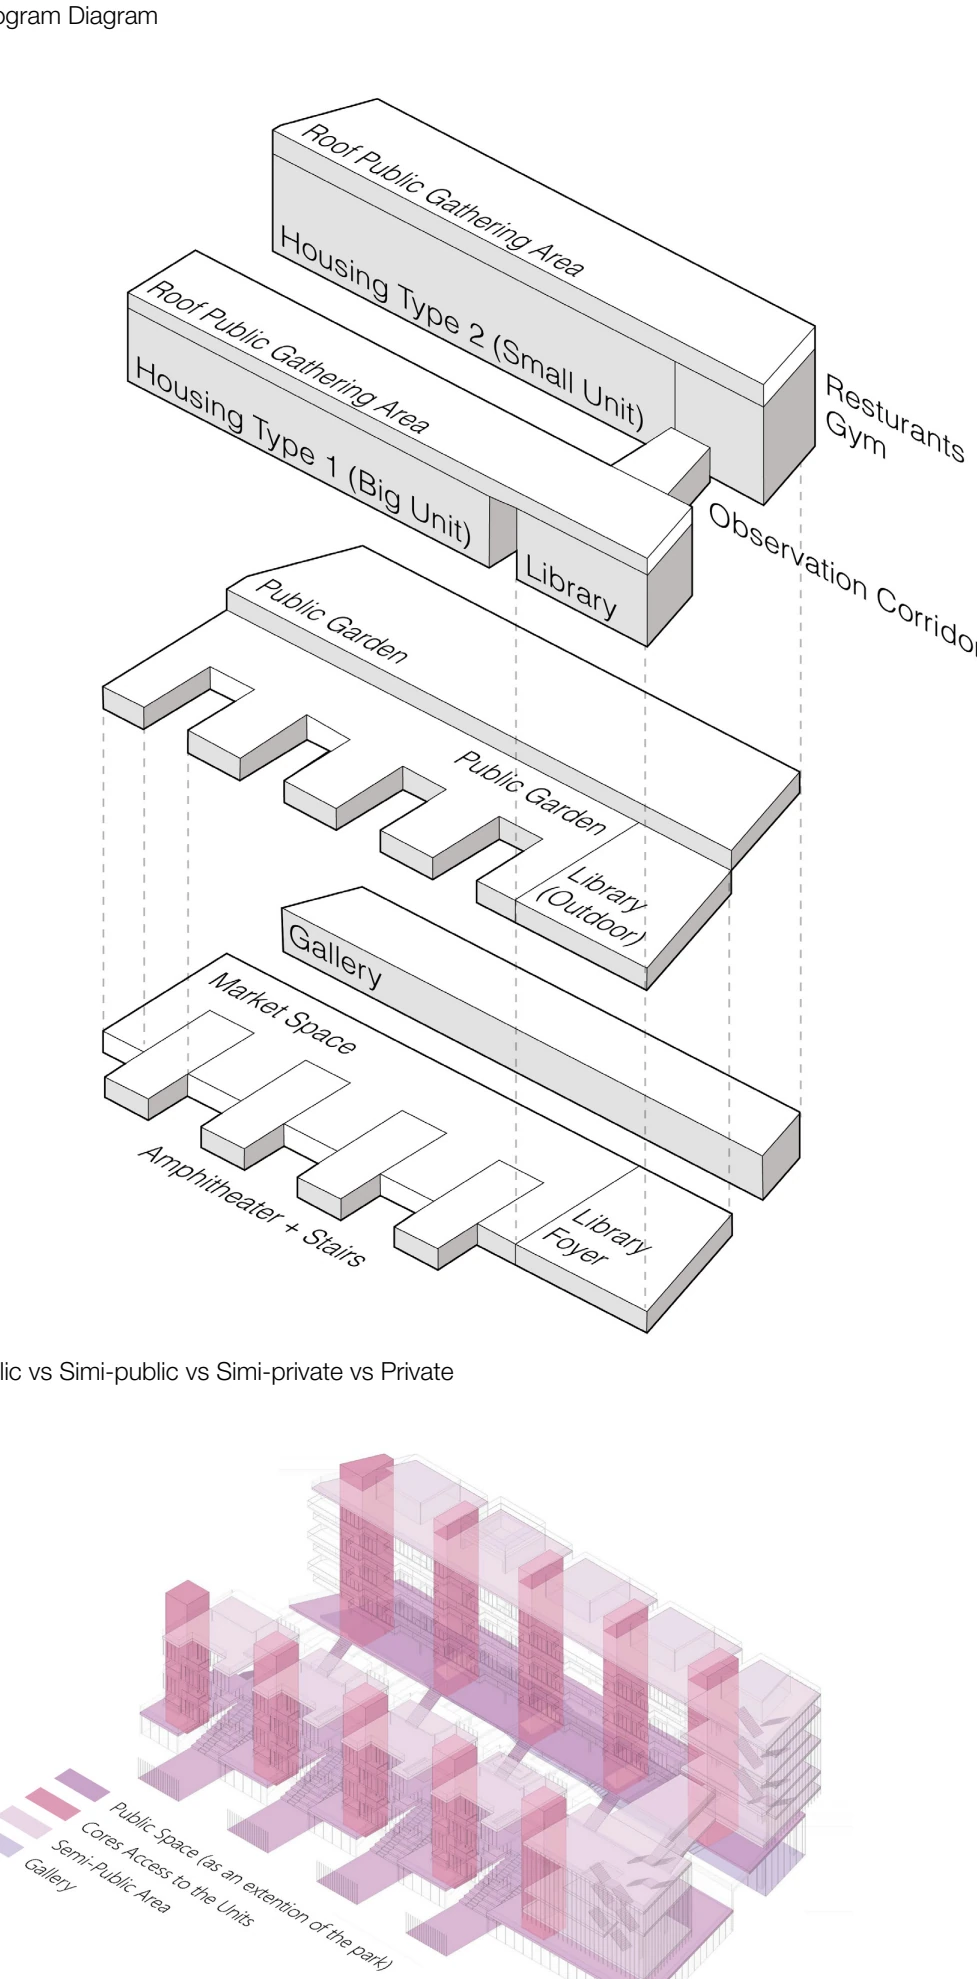 ogram Diagram
Roof Public Gathering Area
Housing Type 2 (Small Unit)
Roof Public Gathering Area
Housing Type 1 (Big Unit)
Resturants
Gym
Observation Corridor
Library
Public Garden
Public Garden
Library
(Outdoor)
Gallery
Market Space
Amphitheater + Stairs
Library
Foyer
lic vs Simi-public vs Simi-private vs Private
Public Space (as an extention of the park)
Cores Access to the Units
Semi-Public Area
Gallery